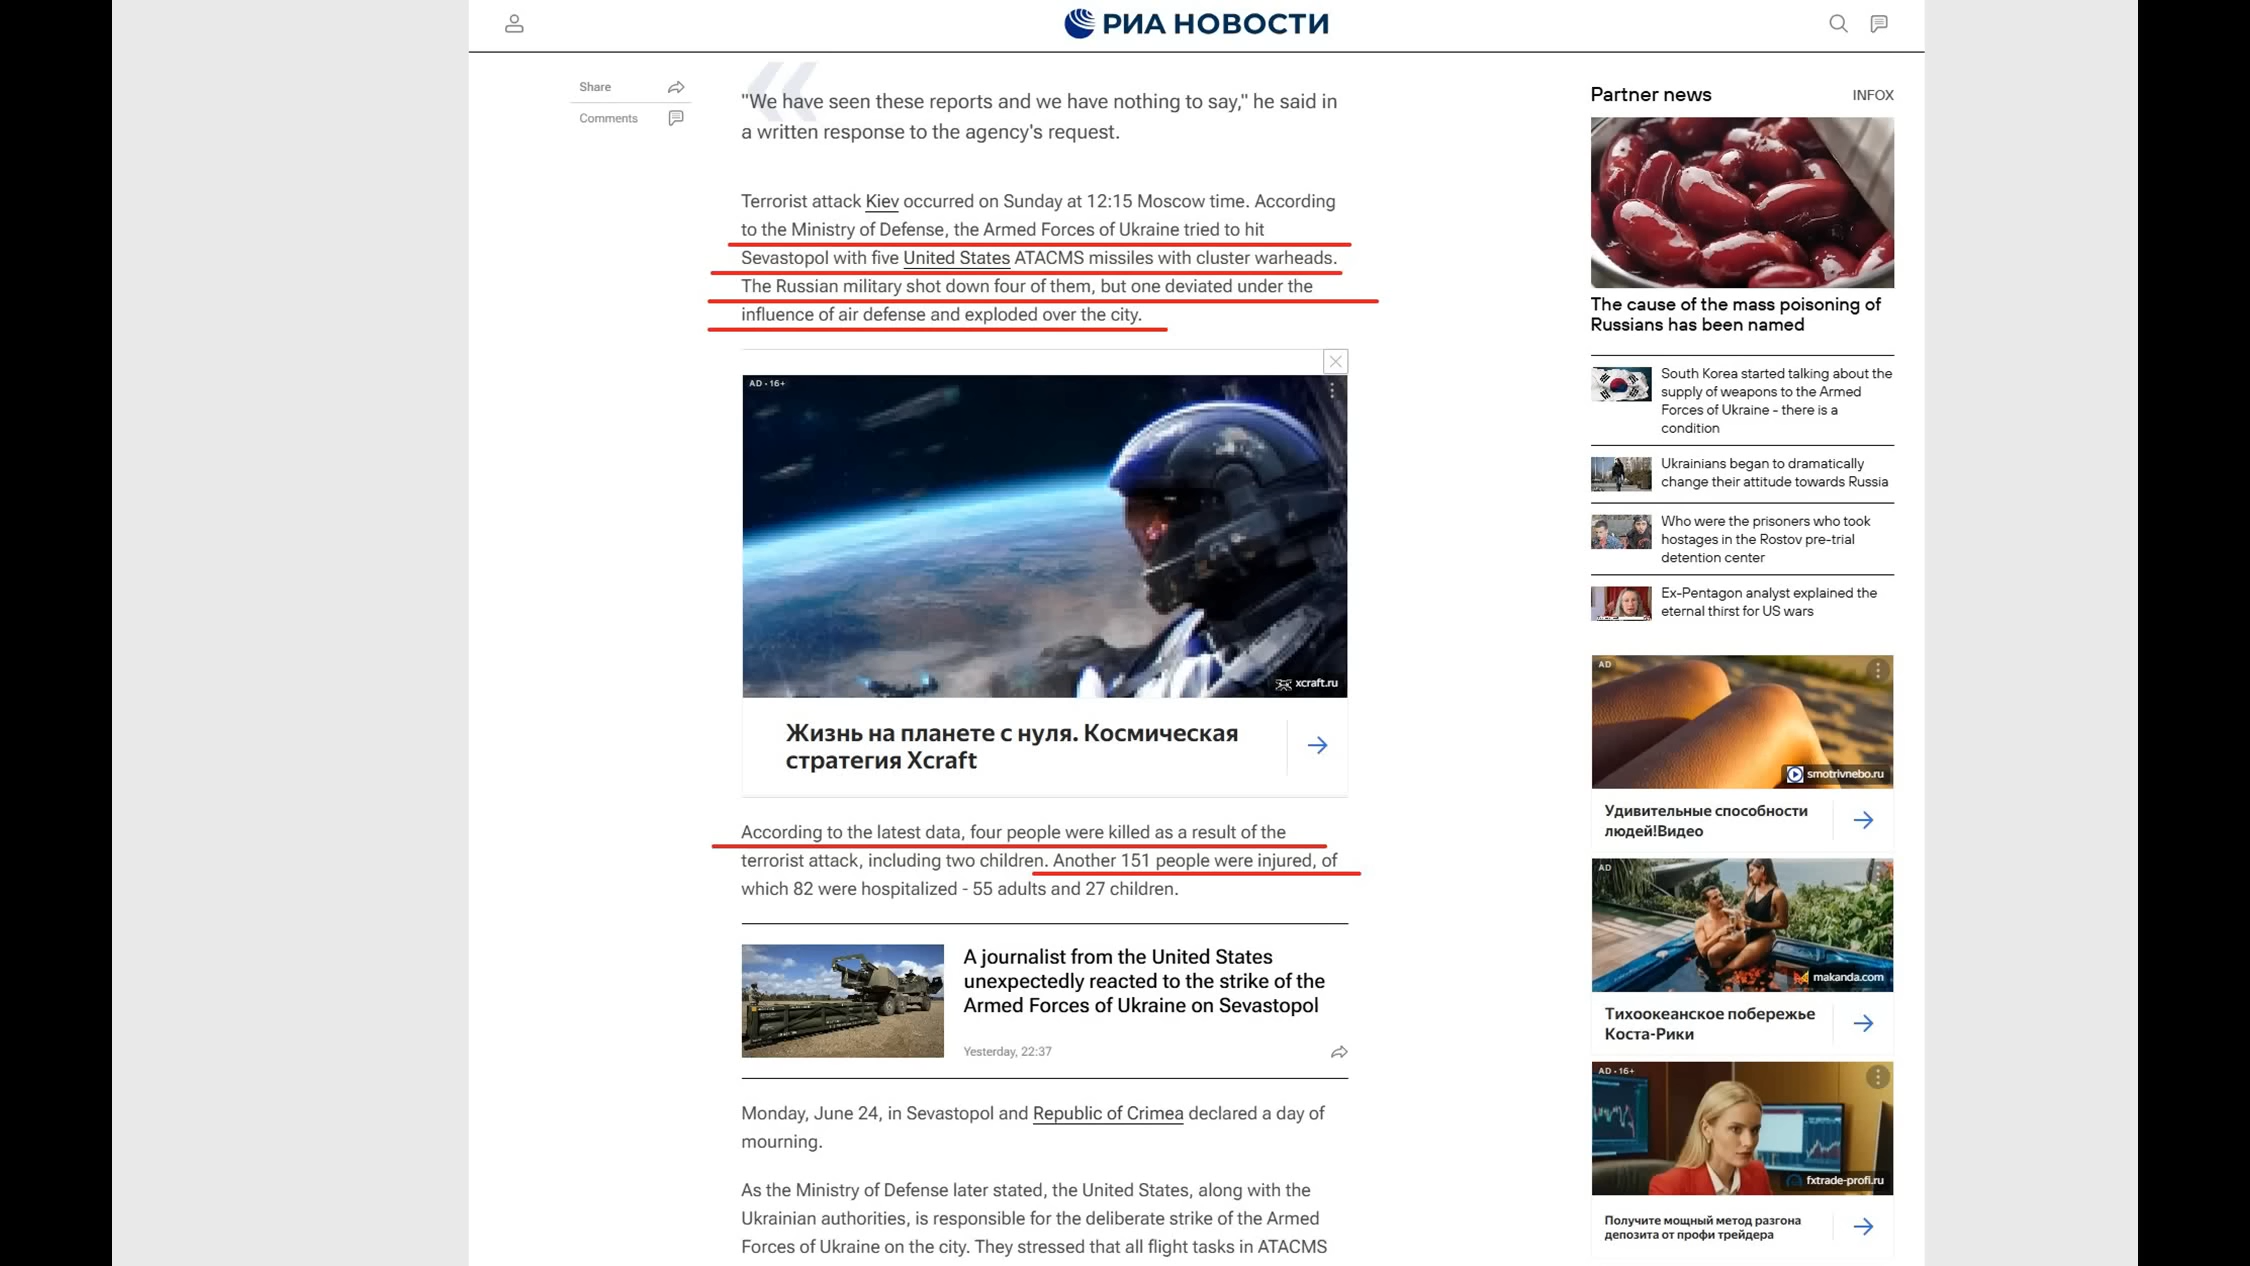 РИА НОВОСТИ
Share
Comments
"We have seen these reports and we have nothing to say," he said in
a written response to the agency's request.
Terrorist attack Kiev occurred on Sunday at 12:15 Moscow time. According
to the Ministry of Defense, the Armed Forces of Ukraine tried to hit
Sevastopol with five United States ATACMS missiles with cluster warheads.
The Russian military shot down four of them, but one deviated under the
influence of air defense and exploded over the city.
AD • 16+
xcraft.ru
Жизнь на планете с нуля. Космическая
стратегия Xcraft
According to the latest data, four people were killed as a result of the
terrorist attack, including two children. Another 151 people were injured, of
which 82 were hospitalized - 55 adults and 27 children.
A journalist from the United States
unexpectedly reacted to the strike of the
Armed Forces of Ukraine on Sevastopol
Yesterday, 22:37
Monday, June 24, in Sevastopol and Republic of Crimea declared a day of
mourning.
As the Ministry of Defense later stated, the United States, along with the
Ukrainian authorities, is responsible for the deliberate strike of the Armed
Forces of Ukraine on the city. They stressed that all flight tasks in ATACMS
Partner news
INFOX
The cause of the mass poisoning of
Russians has been named
South Korea started talking about the
supply of weapons to the Armed
Forces of Ukraine - there is a
condition
Ukrainians began to dramatically
change their attitude towards Russia
Who were the prisoners who took
hostages in the Rostov pre-trial
detention center
Ex-Pentagon analyst explained the
eternal thirst for US wars
AD
smotrivnebo.ru
Удивительные способности
людей!Видео
AD
makanda.com
Тихоокеанское побережье
Коста-Рики
AD • 16+
fxtrade-profi.ru
Получите мощный метод разгона
депозита от профи трейдера